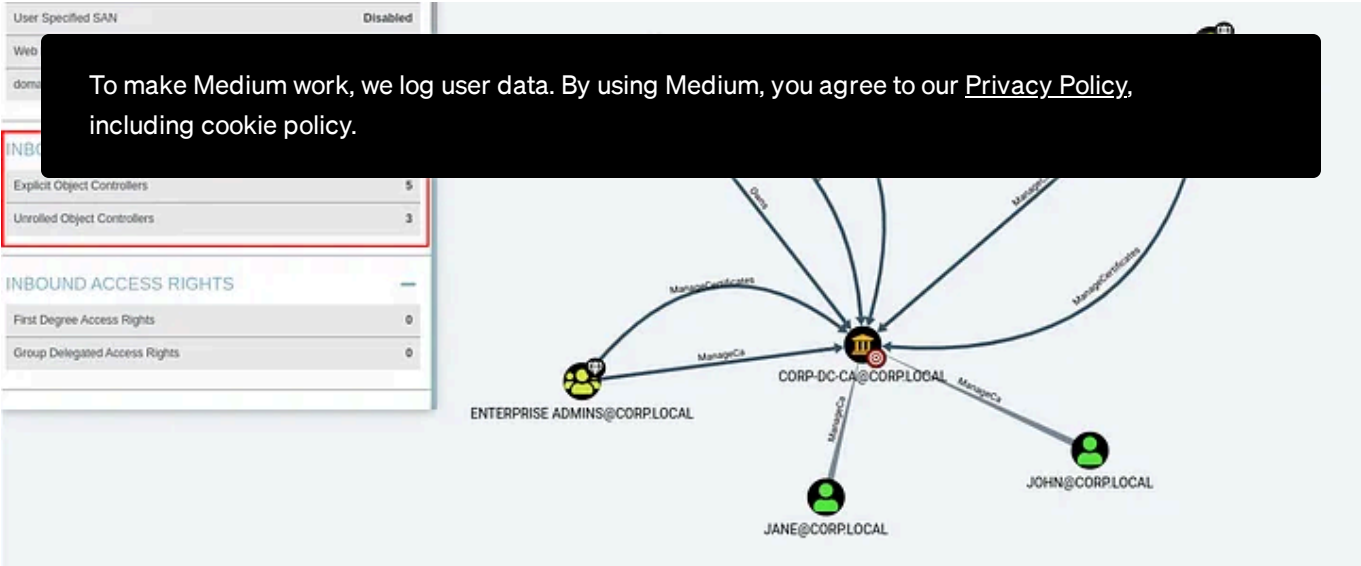 User Specified SAN Disabled
Web
To make Medium work, we log user data. By using Medium, you agree to our Privacy Policy,
including cookie policy.
Explicit Object Controllers 5
Unrolled Object Controllers 3
INBOUND ACCESS RIGHTS
First Degree Access Rights 0
Group Delegated Access Rights 0
Owns
ManageCertificates
ManageCertificates
ManageCa
CORP-DC-CA@CORP.LOCAL
ManageCa
ENTERPRISE ADMINS@CORP.LOCAL
ManageCa
JOHN@CORP.LOCAL
JANE@CORP.LOCAL